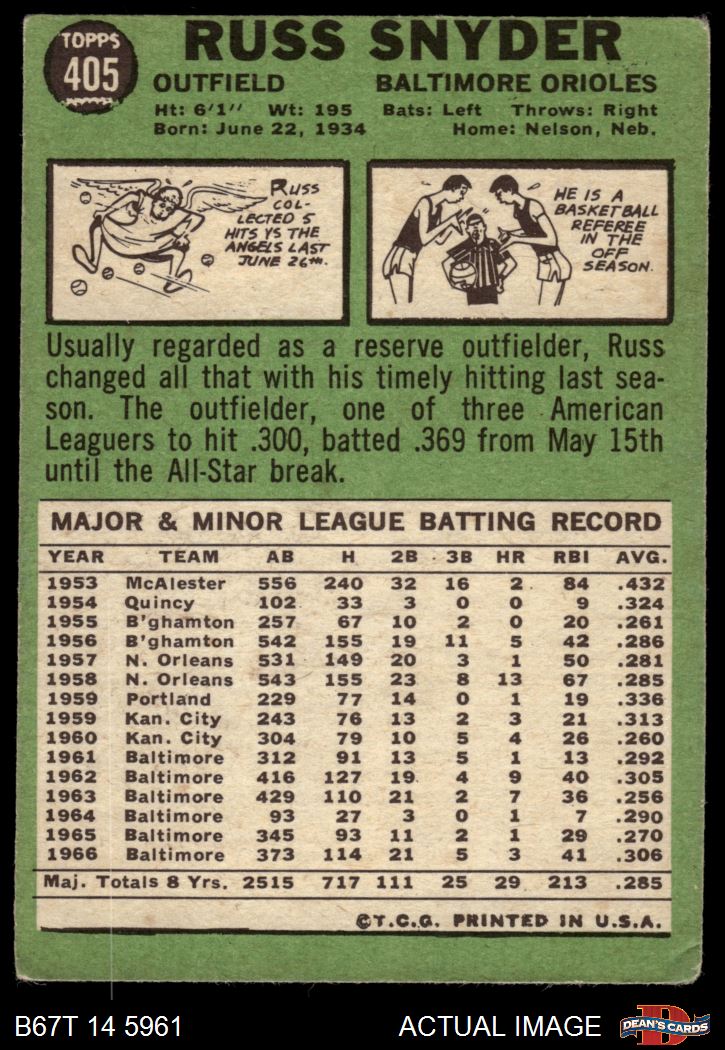 TOPPS
405
RUSS SNYDER
OUTFIELD BALTIMORE ORIOLES
Ht: 6'1" Wt: 195 Bats: Left Throws: Right
Born: June 22, 1934 Home: Nelson, Neb.
RUSS
COL-
LECTED 5
HITS VS THE
ANGELS LAST
JUNE 26TH.
HE IS A
BASKETBALL
REFEREE
IN THE
OFF
SEASON.
Usually regarded as a reserve outfielder, Russ
changed all that with his timely hitting last sea-
son. The outfielder, one of three American
Leaguers to hit .300, batted .369 from May 15th
until the All-Star break.
MAJOR & MINOR LEAGUE BATTING RECORD
YEAR TEAM AB H 2B 3B HR RBI AVG.
1953 McAlester 556 240 32 16 2 84 .432
1954 Quincy 102 33 3 0 0 9 .324
1955 B'ghamton 257 67 10 2 0 20 .261
1956 B'ghamton 542 155 19 11 5 42 .286
1957 N. Orleans 531 149 20 3 1 50 .281
1958 N. Orleans 543 155 23 8 13 67 .285
1959 Portland 229 77 14 0 1 19 .336
1959 Kan. City 243 76 13 2 3 21 .313
1960 Kan. City 304 79 10 5 4 26 .260
1961 Baltimore 312 91 13 5 1 13 .292
1962 Baltimore 416 127 19 4 9 40 .305
1963 Baltimore 429 110 21 2 7 36 .256
1964 Baltimore 93 27 3 0 1 7 .290
1965 Baltimore 345 93 11 2 1 29 .270
1966 Baltimore 373 114 21 5 3 41 .306
Maj. Totals 8 Yrs. 2515 717 111 25 29 213 .285
©T.C.G. PRINTED IN U.S.A.
B67T 14 5961 ACTUAL IMAGE DEAN'S CARDS